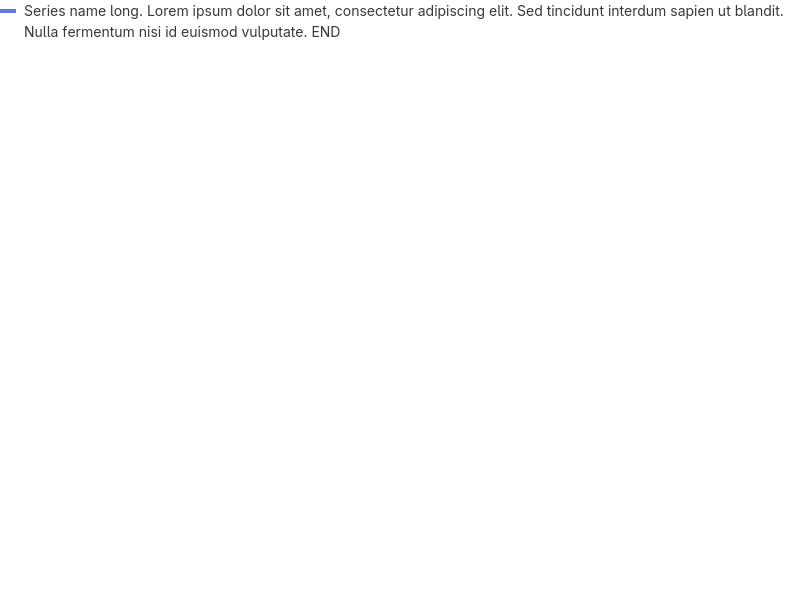 Series name long. Lorem ipsum dolor sit amet, consectetur adipiscing elit. Sed tincidunt interdum sapien ut blandit.
Nulla fermentum nisi id euismod vulputate. END